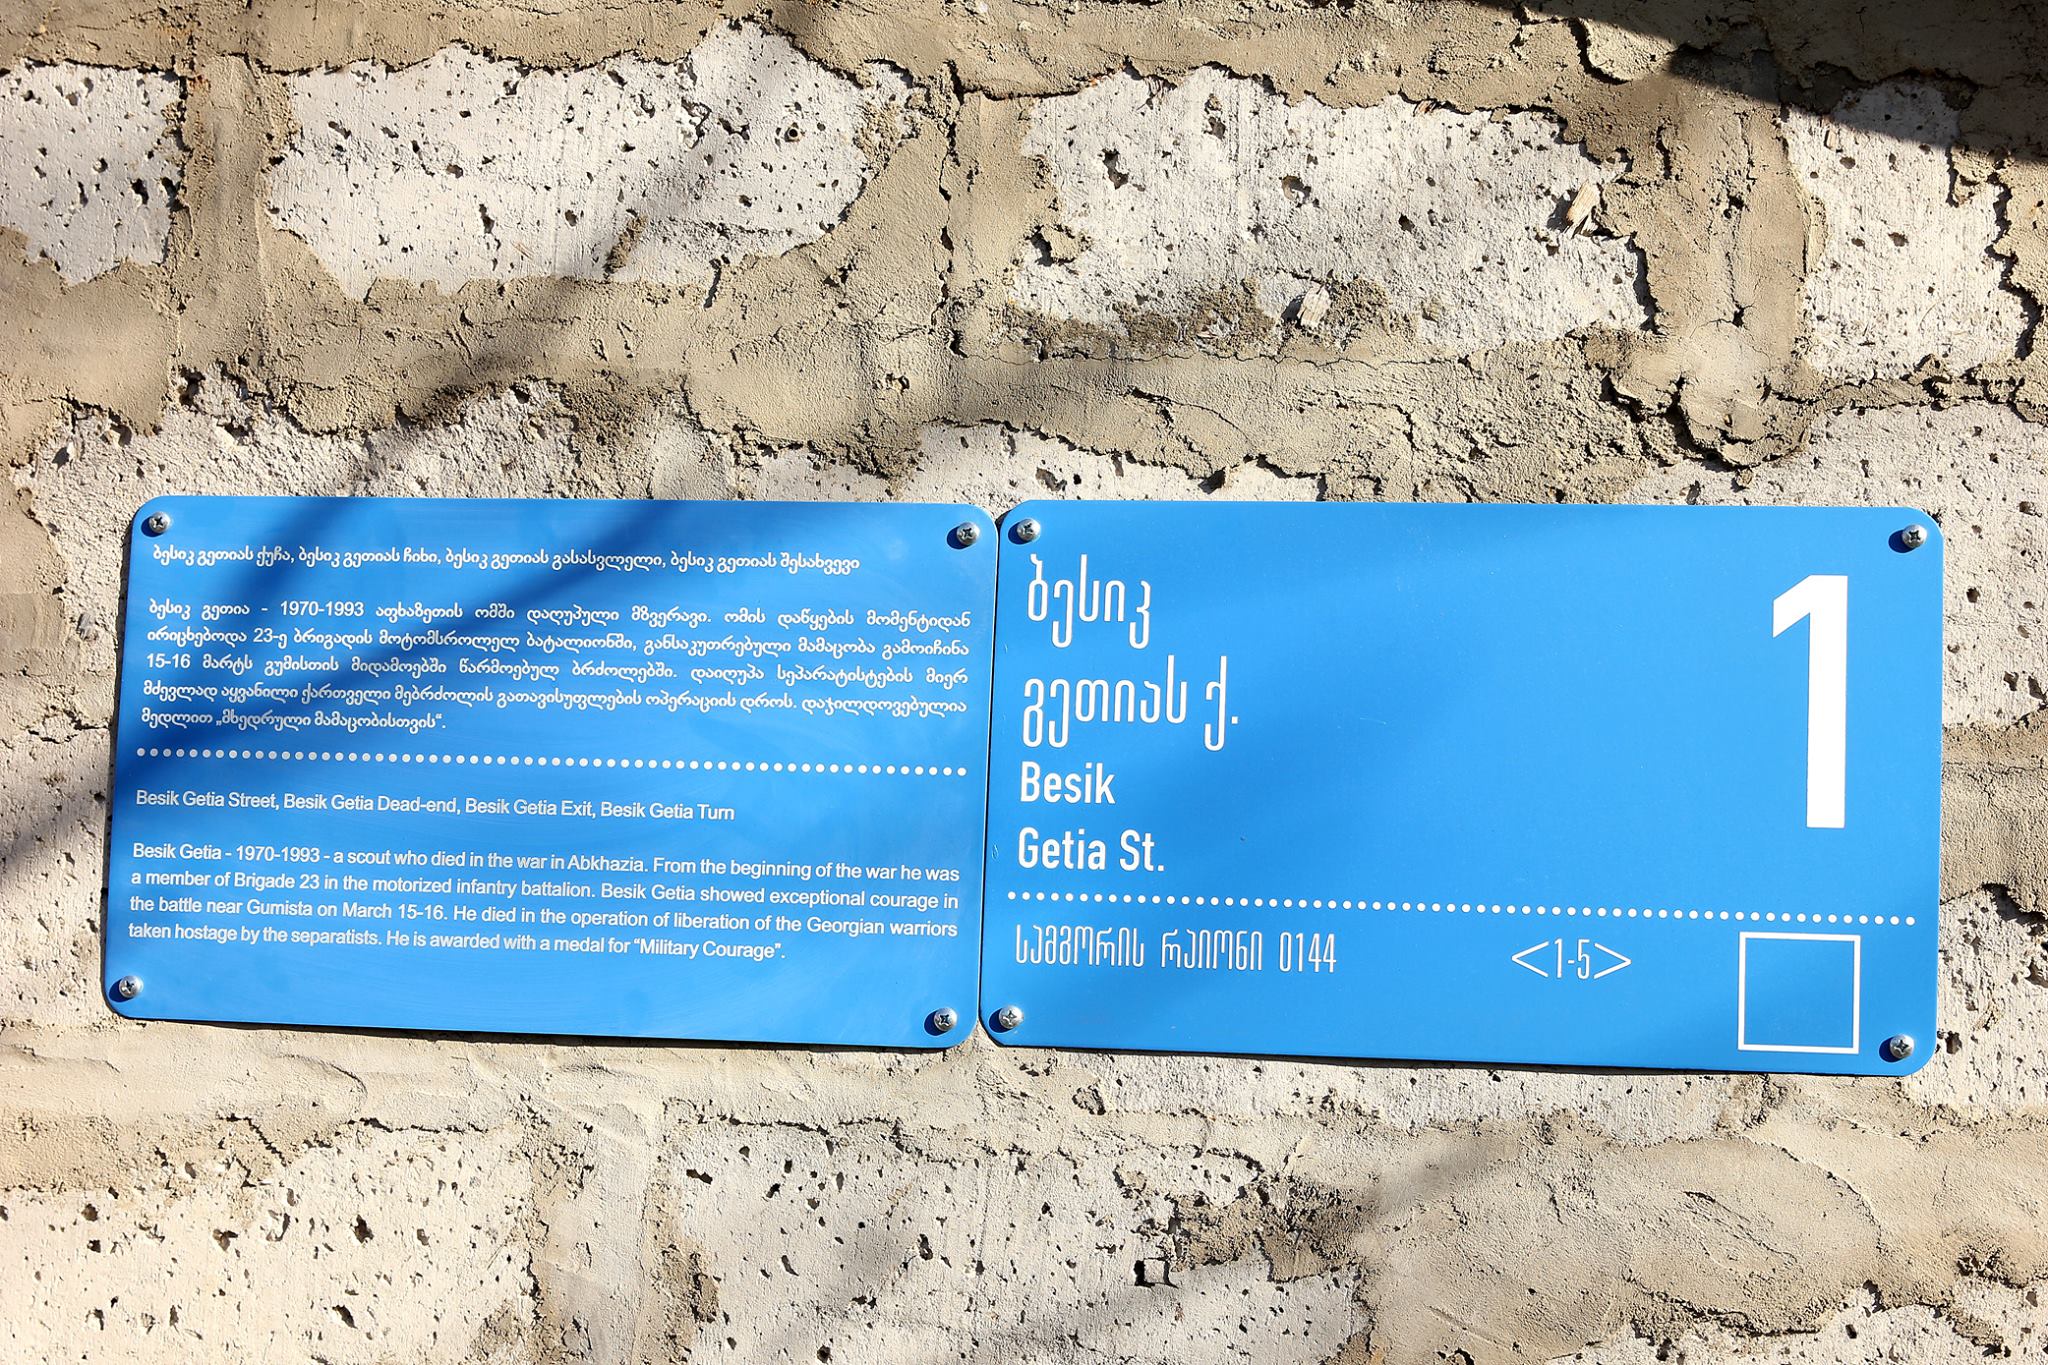 ბესიკ გეთიას ქუჩა, ბესიკ გეთიას ჩიხი, ბესიკ გეთიას გასასვლელი, ბესიკ გეთიას შესახვევი
ბესიკ გეთია - 1970-1993 აფხაზეთის ომში დაღუპული მზვერავი. ომის დაწყების მომენტიდან
ირიცხებოდა 23-ე ბრიგადის მოტომსროლელ ბატალიონში, განსაკუთრებული მამაცობა გამოიჩინა
15-16 მარტს გუმისთის მიდამოებში წარმოებულ ბრძოლებში. დაიღუპა სეპარატისტების მიერ
მძევლად აყვანილი ქართველი მებრძოლის გათავისუფლების ოპერაციის დროს. დაჯილდოვებულია
მედლით „მხედრული მამაცობისთვის“.
Besik Getia Street, Besik Getia Dead-end, Besik Getia Exit, Besik Getia Turn
Besik Getia - 1970-1993 - a scout who died in the war in Abkhazia. From the beginning of the war he was
a member of Brigade 23 in the motorized infantry battalion. Besik Getia showed exceptional courage in
the battle near Gumista on March 15-16. He died in the operation of liberation of the Georgian warriors
taken hostage by the separatists. He is awarded with a medal for “Military Courage”.
ბესიკ
გეთიას ქ.
Besik
Getia St.
1
სამგორის რაიონი 0144 <1-5>